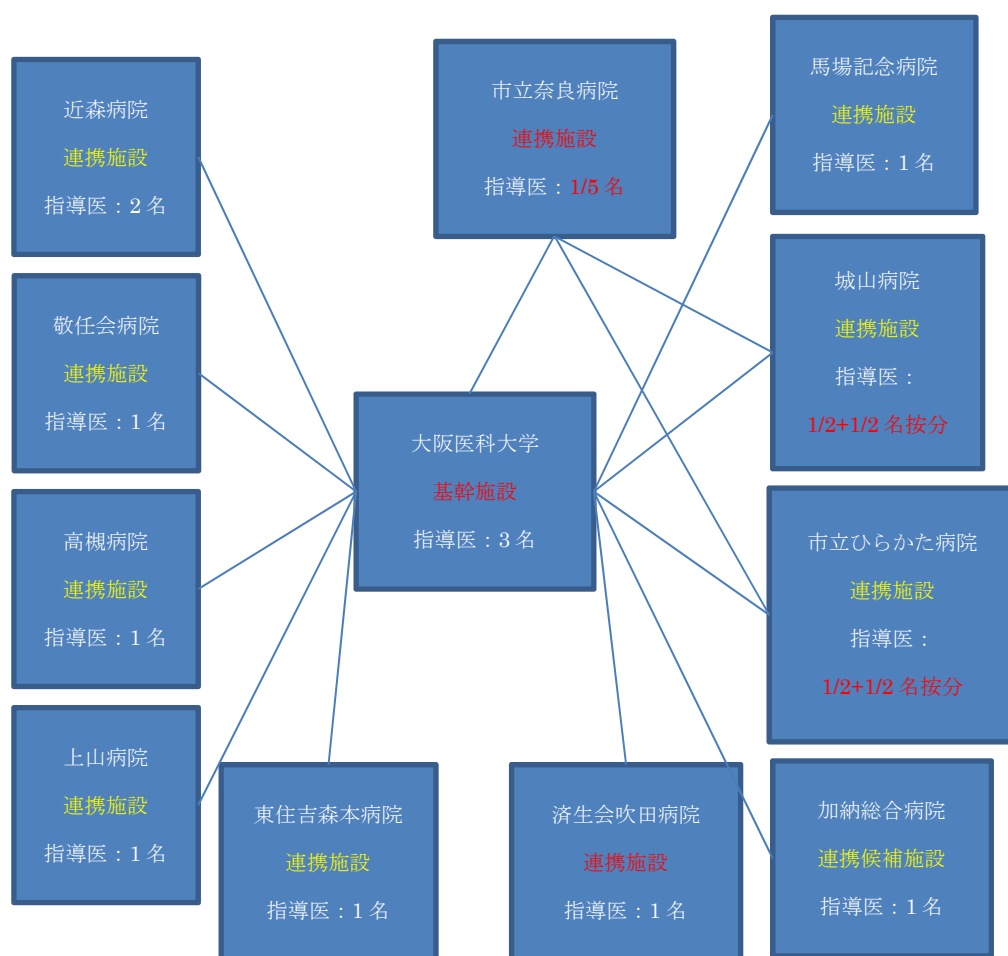 近森病院
連携施設
指導医：2名
敬任会病院
連携施設
指導医：1名
高槻病院
連携施設
指導医：1名
上山病院
連携施設
指導医：1名
市立奈良病院
連携施設
指導医：1/5名
大阪医科大学
基幹施設
指導医：3名
東住吉森本病院
連携施設
指導医：1名
済生会吹田病院
連携施設
指導医：1名
馬場記念病院
連携施設
指導医：1名
城山病院
連携施設
指導医：
1/2+1/2名按分
市立ひらかた病院
連携施設
指導医：
1/2+1/2名按分
加納総合病院
連携候補施設
指導医：1名